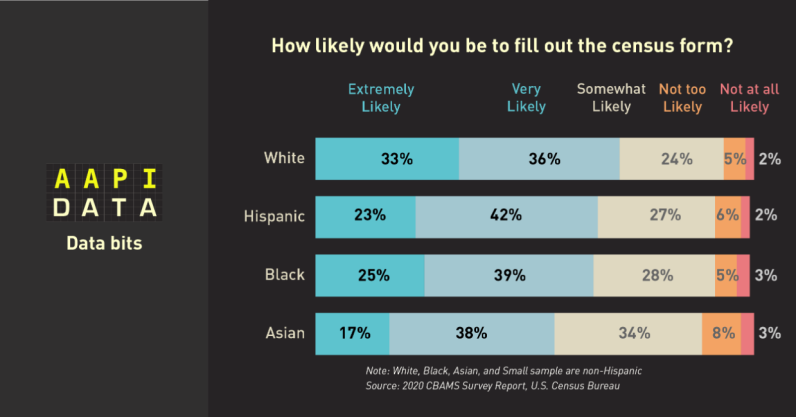 How likely would you be to fill out the census form?
Extremely Likely
Very Likely
Somewhat Likely
Not too Likely
Not at all Likely
White 33% 36% 24% 5% 2%
Hispanic 23% 42% 27% 6% 2%
Black 25% 39% 28% 5% 3%
Asian 17% 38% 34% 8% 3%
AAPI
DATA
Data bits
Note: White, Black, Asian, and Small sample are non-Hispanic
Source: 2020 CBAMS Survey Report, U.S. Census Bureau